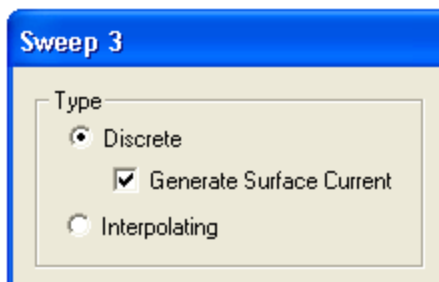 Sweep 3
Type
Discrete
Generate Surface Current
Interpolating